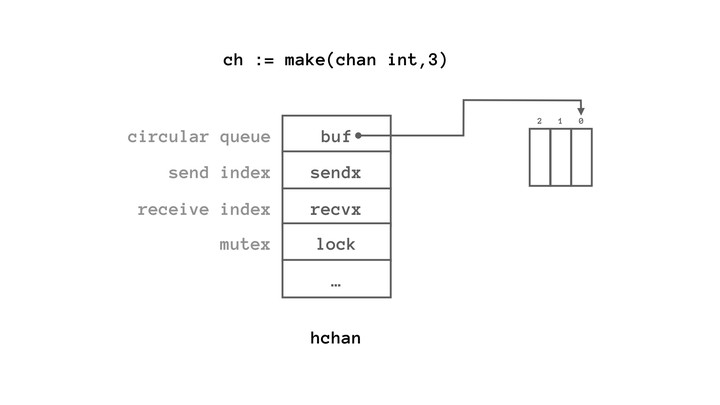 ch := make(chan int,3)
2 1 0
circular queue buf
send index sendx
receive index recvx
mutex lock
…
hchan